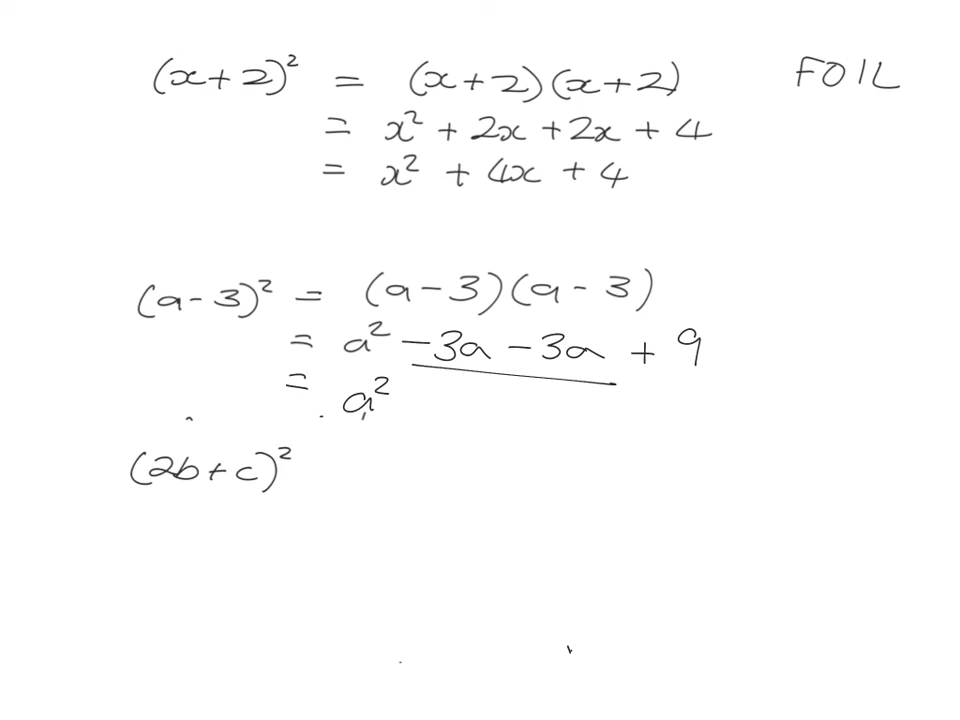 (x+2)² = (x+2)(x+2) FOIL
= x² + 2x + 2x + 4
= x² + 4x + 4
(a-3)² = (a-3)(a-3)
= a² - 3a - 3a + 9
= a²
(2b+c)²